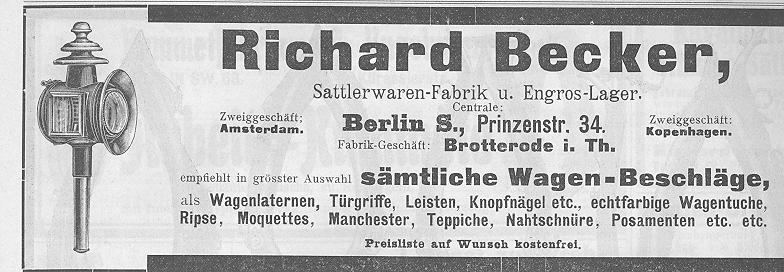 Richard Becker,
Sattlerwaren-Fabrik u. Engros-Lager.
Centrale:
Zweiggeschäft: Amsterdam.
Berlin S., Prinzenstr. 34.
Zweiggeschäft: Kopenhagen.
Fabrik-Geschäft: Brotterode i. Th.
empfiehlt in grösster Auswahl sämtliche Wagen-Beschläge,
als Wagenlaternen, Türgriffe, Leisten, Knopfnägel etc. etc., echtfarbige Wagentuche,
Ripse, Moquettes, Manchester, Teppiche, Nahtschnüre, Posamenten etc. etc.
Preisliste auf Wunsch kostenfrei.